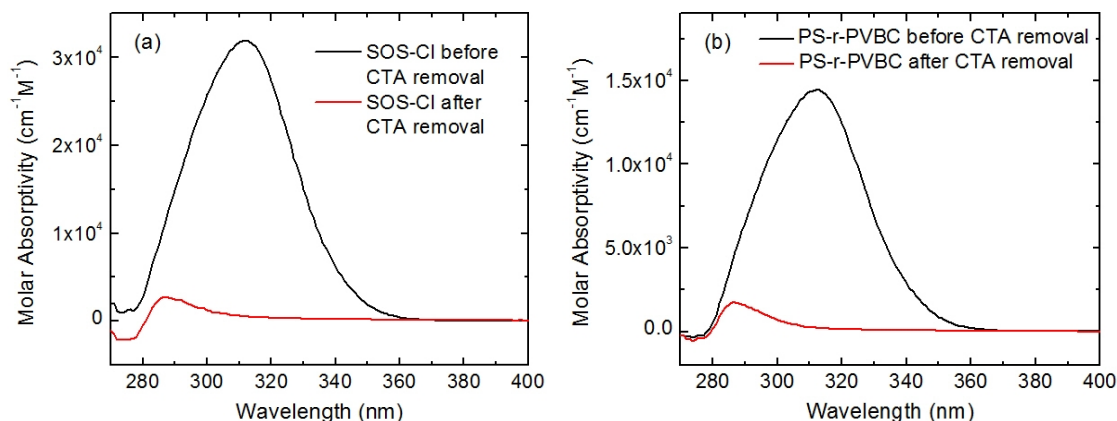 (a)
SOS-Cl before
CTA removal
SOS-Cl after
CTA removal
3x10⁴
2x10⁴
1x10⁴
0
Molar Absorptivity (cm⁻¹M⁻¹)
280 300 320 340 360 380 400
Wavelength (nm)
(b)
PS-r-PVBC before CTA removal
PS-r-PVBC after CTA removal
1.5x10⁴
1.0x10⁴
5.0x10³
0.0
Molar Absorptivity (cm⁻¹M⁻¹)
280 300 320 340 360 380 400
Wavelength (nm)